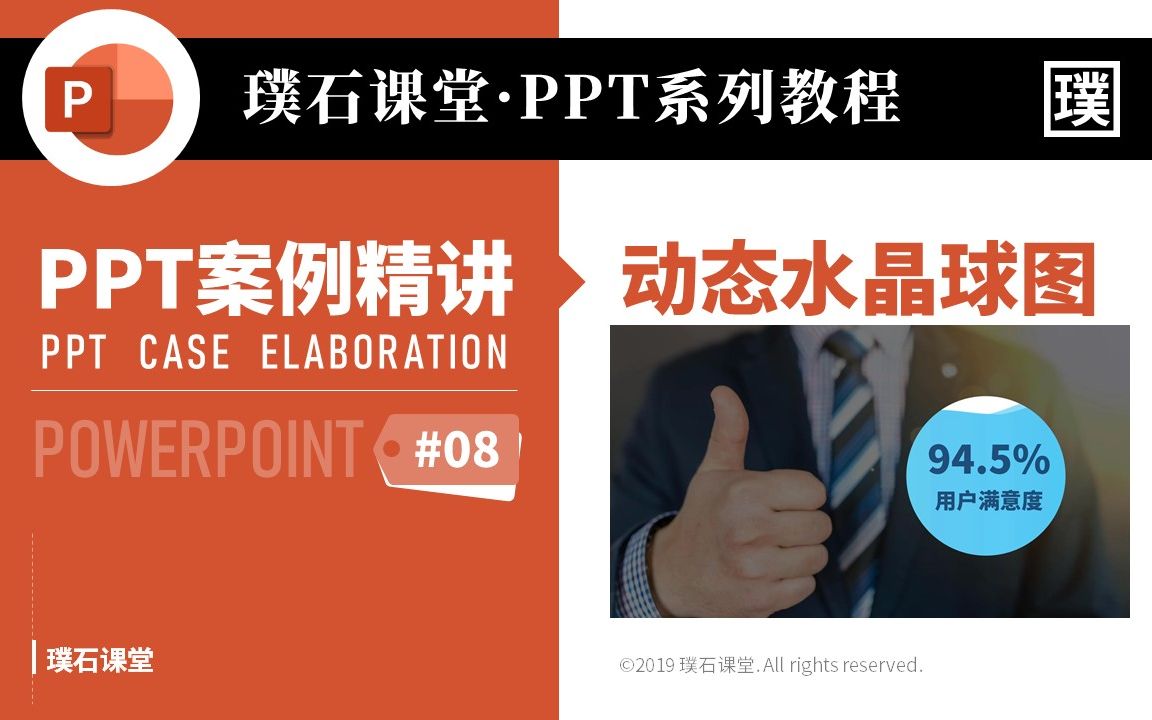 P
璞石课堂·PPT系列教程
璞
PPT案例精讲
PPT CASE ELABORATION
POWERPOINT
#08
璞石课堂
动态水晶球图
94.5%
用户满意度
©2019 璞石课堂. All rights reserved.